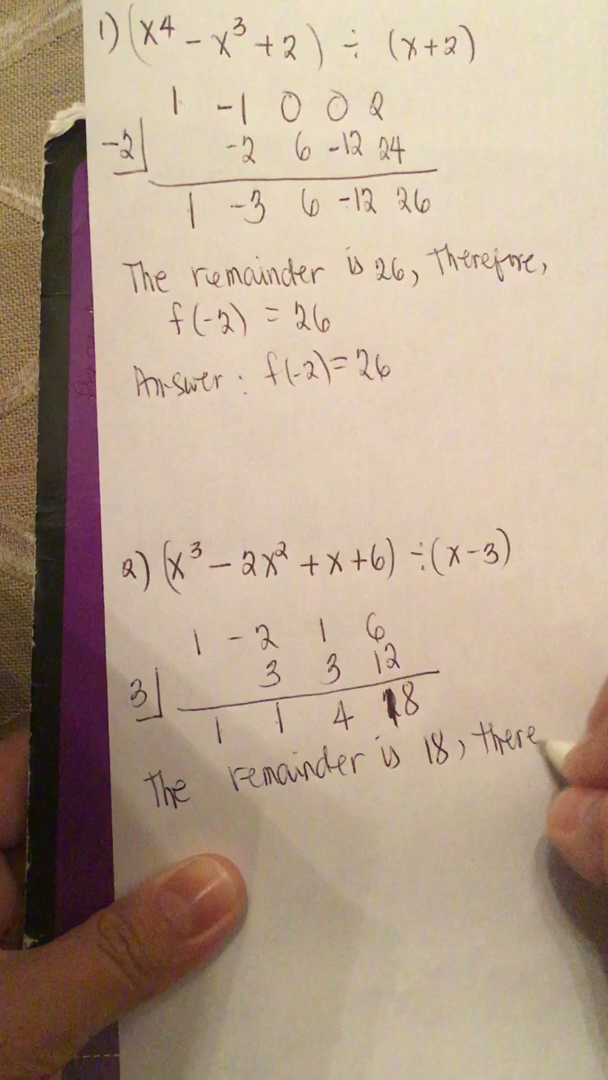 1) (x⁴ - x³ + 2) ÷ (x+2)
1 -1 0 0 2
-2 -2 6 -12 24
1 -3 6 -12 26
The remainder is 26, Therefore,
f(-2) = 26
Answer: f(-2) = 26
2) (x³ - 2x² + x + 6) ÷ (x-3)
1 -2 1 6
3 3 3 12
1 1 4 18
The remainder is 18, there